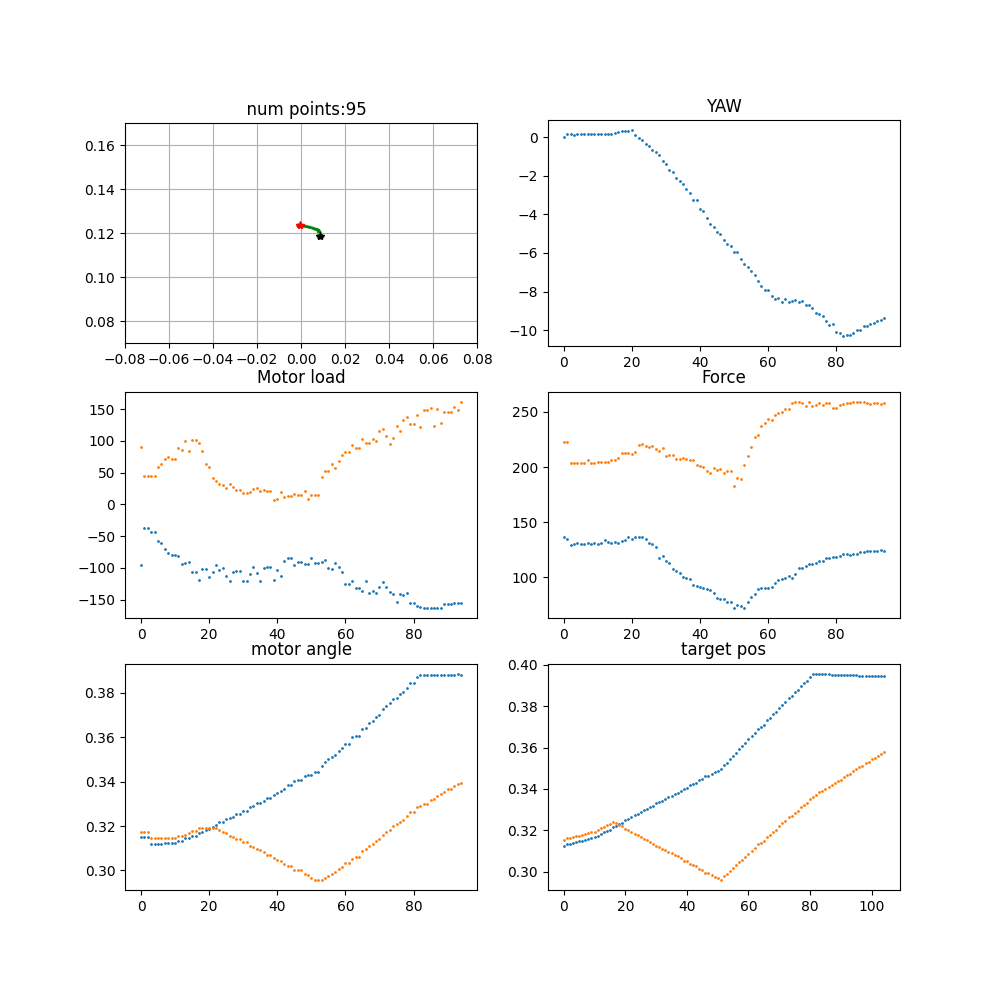 num points:95
0.16
0.14
0.12
0.10
0.08
−0.08 −0.06 −0.04 −0.02 0.00 0.02 0.04 0.06 0.08
YAW
0
−2
−4
−6
−8
−10
0 20 40 60 80
Motor load
150
100
50
0
−50
−100
−150
0 20 40 60 80
Force
250
200
150
100
0 20 40 60 80
motor angle
0.38
0.36
0.34
0.32
0.30
0 20 40 60 80
target pos
0.40
0.38
0.36
0.34
0.32
0.30
0 20 40 60 80 100